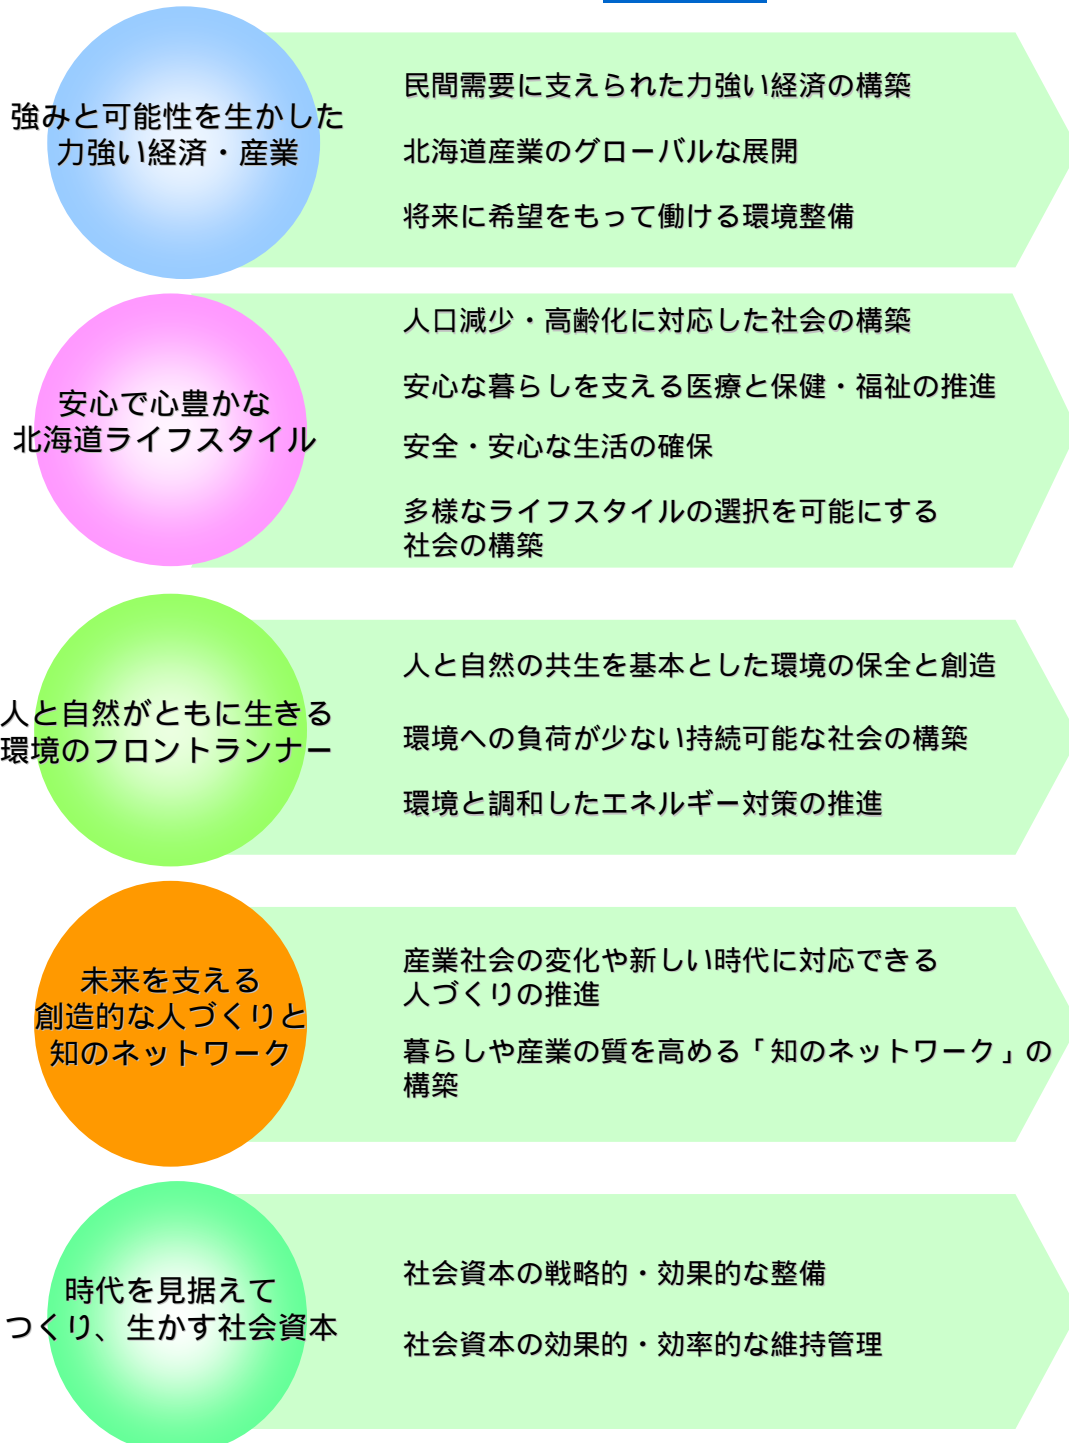 強みと可能性を生かした
力強い経済・産業
民間需要に支えられた力強い経済の構築
北海道産業のグローバルな展開
将来に希望をもって働ける環境整備
安心で心豊かな
北海道ライフスタイル
人口減少・高齢化に対応した社会の構築
安心な暮らしを支える医療と保健・福祉の推進
安全・安心な生活の確保
多様なライフスタイルの選択を可能にする
社会の構築
人と自然がともに生きる
環境のフロントランナー
人と自然の共生を基本とした環境の保全と創造
環境への負荷が少ない持続可能な社会の構築
環境と調和したエネルギー対策の推進
未来を支える
創造的な人づくりと
知のネットワーク
産業社会の変化や新しい時代に対応できる
人づくりの推進
暮らしや産業の質を高める「知のネットワーク」の
構築
時代を見据えて
つくり、生かす社会資本
社会資本の戦略的・効果的な整備
社会資本の効果的・効率的な維持管理